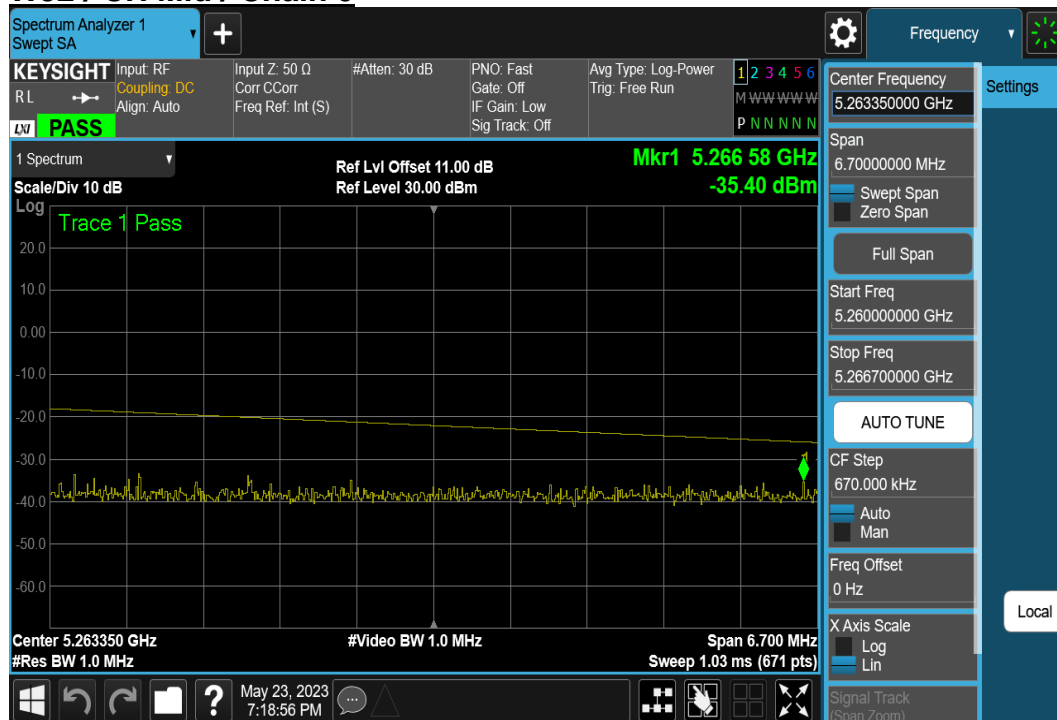 Spectrum Analyzer 1
Swept SA
Frequency
KEYSIGHT
RL
Input: RF
Coupling: DC
Align: Auto
Input Z: 50 Ω
Corr CCorr
Freq Ref: Int (S)
#Atten: 30 dB
PNO: Fast
Gate: Off
IF Gain: Low
Sig Track: Off
Avg Type: Log-Power
Trig: Free Run
1 2 3 4 5 6
M W W W W W
P N N N N N
LXI PASS
1 Spectrum
Scale/Div 10 dB
Ref Lvl Offset 11.00 dB
Ref Level 30.00 dBm
Mkr1 5.266 58 GHz
-35.40 dBm
Log
Trace 1 Pass
20.0
10.0
0.00
-10.0
-20.0
-30.0
-40.0
-50.0
-60.0
1
Center 5.263350 GHz
#Res BW 1.0 MHz
#Video BW 1.0 MHz
Span 6.700 MHz
Sweep 1.03 ms (671 pts)
?
May 23, 2023
7:18:56 PM
Center Frequency
5.263350000 GHz
Span
6.70000000 MHz
Swept Span
Zero Span
Full Span
Start Freq
5.260000000 GHz
Stop Freq
5.266700000 GHz
AUTO TUNE
CF Step
670.000 kHz
Auto
Man
Freq Offset
0 Hz
X Axis Scale
Log
Lin
Signal Track
(Span Zoom)
Settings
Local